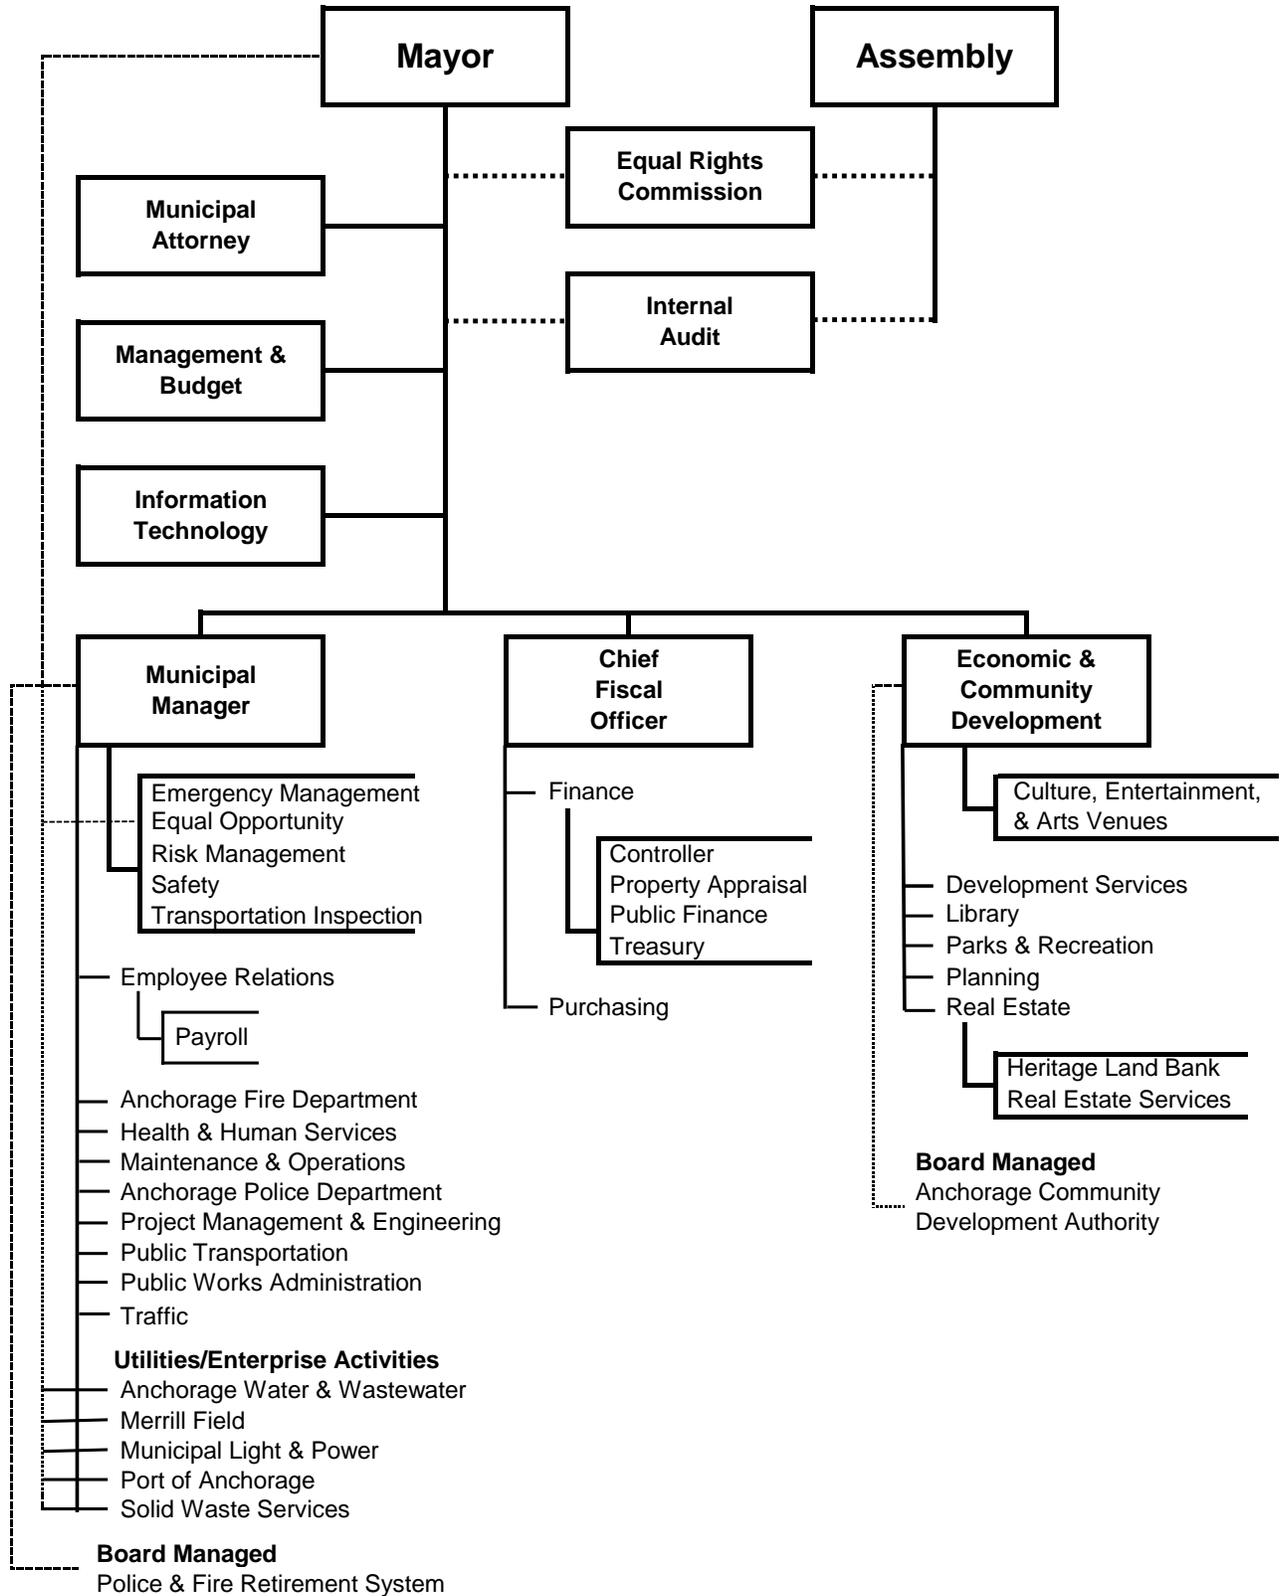 Mayor
Assembly
Equal Rights
Commission
Municipal
Attorney
Internal
Audit
Management &
Budget
Information
Technology
Municipal
Manager
Emergency Management
Equal Opportunity
Risk Management
Safety
Transportation Inspection
Employee Relations
Payroll
Anchorage Fire Department
Health & Human Services
Maintenance & Operations
Anchorage Police Department
Project Management & Engineering
Public Transportation
Public Works Administration
Traffic
Utilities/Enterprise Activities
Anchorage Water & Wastewater
Merrill Field
Municipal Light & Power
Port of Anchorage
Solid Waste Services
Board Managed
Police & Fire Retirement System
Chief
Fiscal
Officer
Finance
Controller
Property Appraisal
Public Finance
Treasury
Purchasing
Economic &
Community
Development
Culture, Entertainment,
& Arts Venues
Development Services
Library
Parks & Recreation
Planning
Real Estate
Heritage Land Bank
Real Estate Services
Board Managed
Anchorage Community
Development Authority